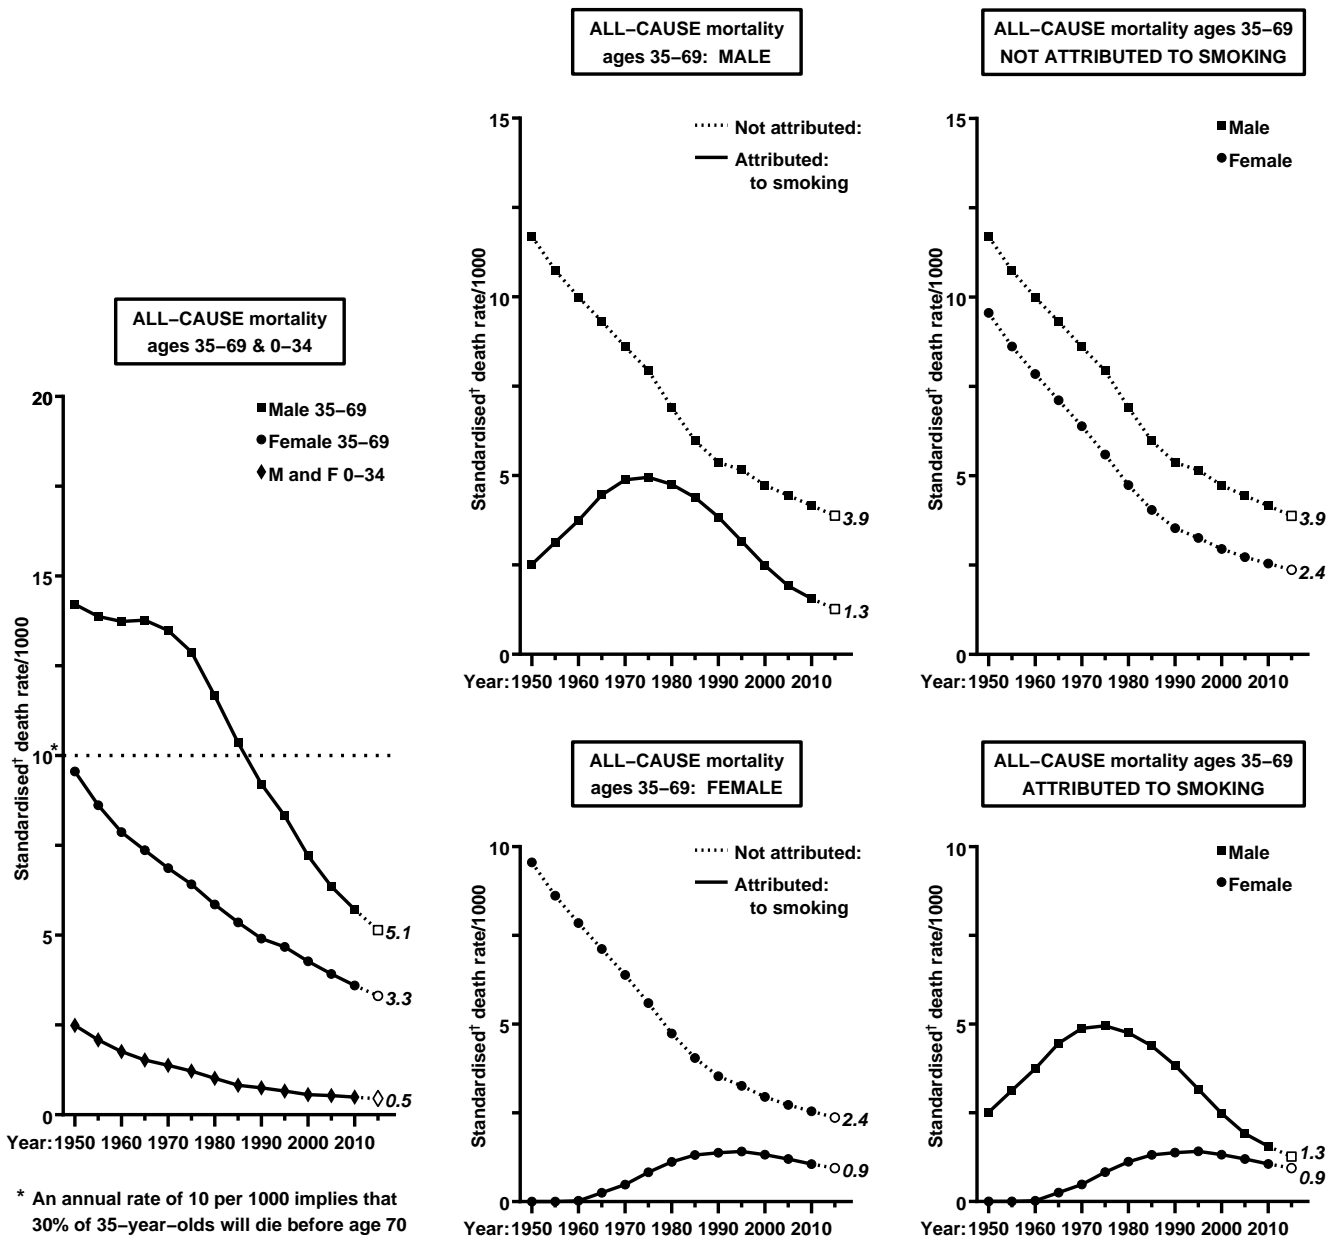 ALL–CAUSE mortality
ages 35–69 & 0–34
Male 35–69
Female 35–69
M and F 0–34
Standardised† death rate/1000
20
15
10*
5
0
5.1
3.3
0.5
Year: 1950 1960 1970 1980 1990 2000 2010
* An annual rate of 10 per 1000 implies that
30% of 35–year–olds will die before age 70
ALL–CAUSE mortality
ages 35–69: MALE
Not attributed:
Attributed:
to smoking
Standardised† death rate/1000
15
10
5
0
3.9
1.3
Year: 1950 1960 1970 1980 1990 2000 2010
ALL–CAUSE mortality ages 35–69
NOT ATTRIBUTED TO SMOKING
Male
Female
Standardised† death rate/1000
15
10
5
0
3.9
2.4
Year: 1950 1960 1970 1980 1990 2000 2010
ALL–CAUSE mortality
ages 35–69: FEMALE
Not attributed:
Attributed:
to smoking
Standardised† death rate/1000
10
5
0
2.4
0.9
Year: 1950 1960 1970 1980 1990 2000 2010
ALL–CAUSE mortality ages 35–69
ATTRIBUTED TO SMOKING
Male
Female
Standardised† death rate/1000
10
5
0
1.3
0.9
Year: 1950 1960 1970 1980 1990 2000 2010